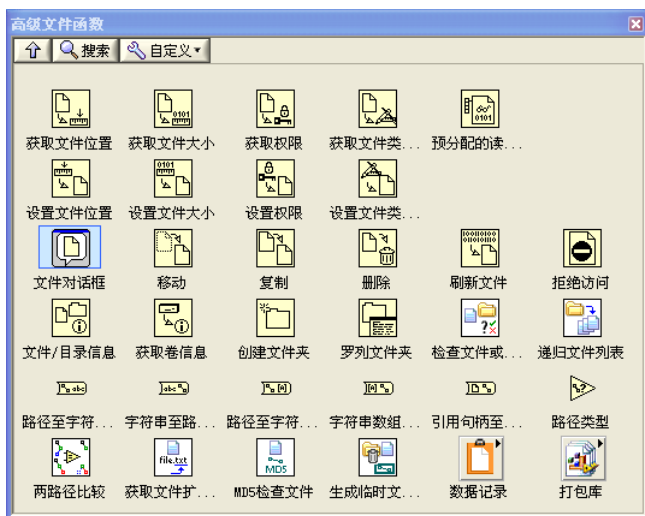 高级文件函数
搜索 自定义
获取文件位置 获取文件大小 获取权限 获取文件类... 预分配的读...
设置文件位置 设置文件大小 设置权限 设置文件类...
文件对话框 移动 复制 删除 刷新文件 拒绝访问
文件/目录信息 获取卷信息 创建文件夹 罗列文件夹 检查文件或... 递归文件列表
路径至字符... 字符串至路... 路径至字符... 字符串数组... 引用句柄至... 路径类型
file.txt MD5
两路径比较 获取文件扩... MD5检查文件 生成临时文... 数据记录 打包库